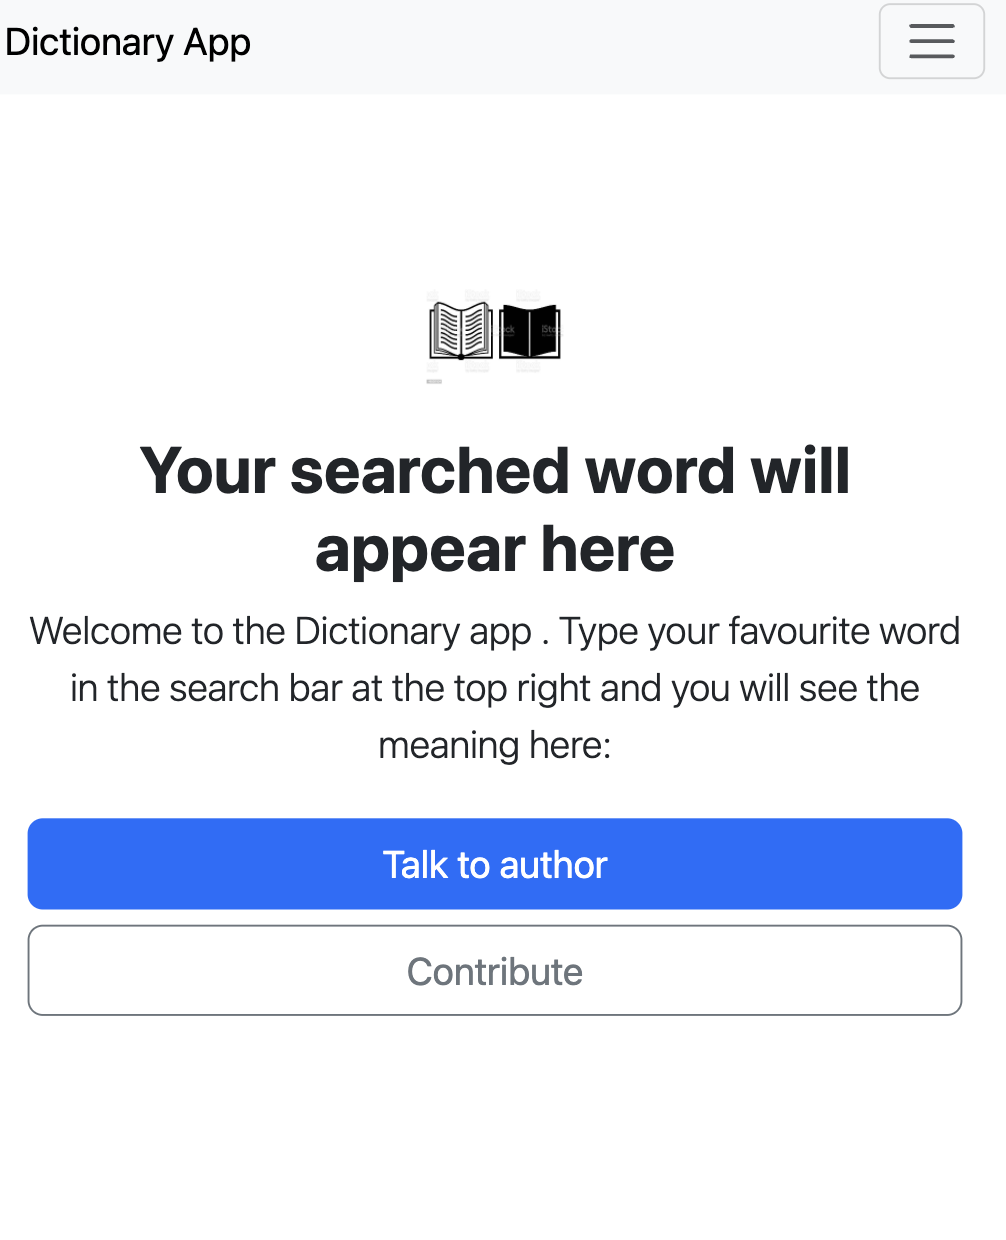 Dictionary App
Your searched word will
appear here
Welcome to the Dictionary app . Type your favourite word
in the search bar at the top right and you will see the
meaning here:
Talk to author
Contribute